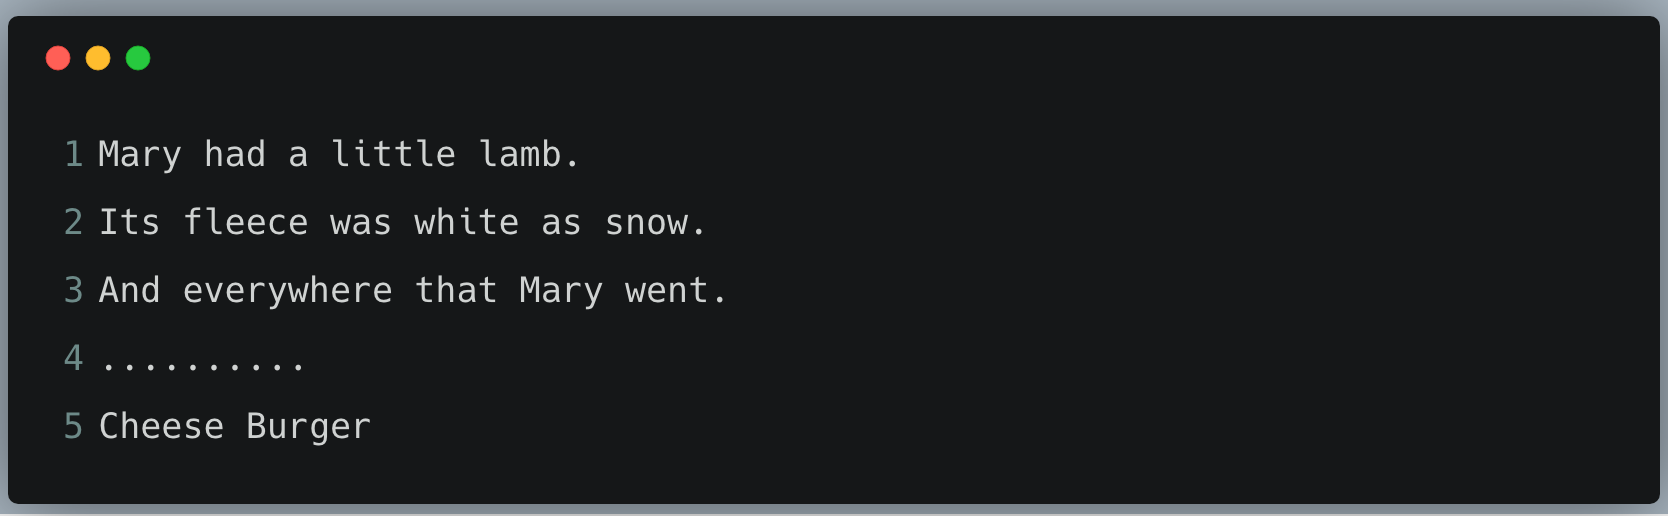 1 Mary had a little lamb.
2 Its fleece was white as snow.
3 And everywhere that Mary went.
4 ..........
5 Cheese Burger